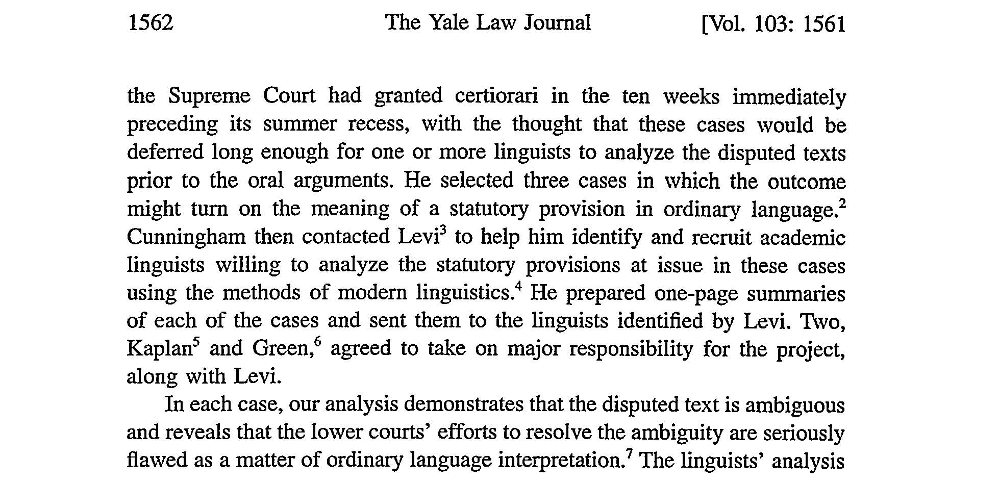 1562 The Yale Law Journal [Vol. 103: 1561
the Supreme Court had granted certiorari in the ten weeks immediately
preceding its summer recess, with the thought that these cases would be
deferred long enough for one or more linguists to analyze the disputed texts
prior to the oral arguments. He selected three cases in which the outcome
might turn on the meaning of a statutory provision in ordinary language.²
Cunningham then contacted Levi³ to help him identify and recruit academic
linguists willing to analyze the statutory provisions at issue in these cases
using the methods of modern linguistics.⁴ He prepared one-page summaries
of each of the cases and sent them to the linguists identified by Levi. Two,
Kaplan⁵ and Green,⁶ agreed to take on major responsibility for the project,
along with Levi.
In each case, our analysis demonstrates that the disputed text is ambiguous
and reveals that the lower courts’ efforts to resolve the ambiguity are seriously
flawed as a matter of ordinary language interpretation.⁷ The linguists’ analysis